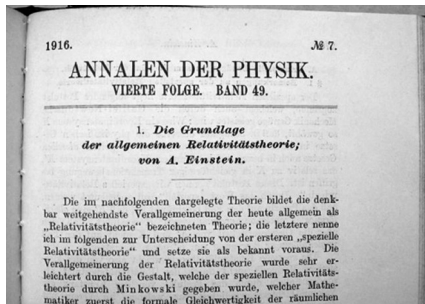 1916. № 7.
ANNALEN DER PHYSIK.
VIERTE FOLGE. BAND 49.
1. Die Grundlage
der allgemeinen Relativitätstheorie;
von A. Einstein.
Die im nachfolgenden dargelegte Theorie bildet die denk-
bar weitgehendste Verallgemeinerung der heute allgemein als
„Relativitätstheorie“ bezeichneten Theorie; die letztere nenne
ich im folgenden zur Unterscheidung von der ersteren „spezielle
Relativitätstheorie“ und setze sie als bekannt voraus. Die
Verallgemeinerung der Relativitätstheorie wurde sehr er-
leichtert durch die Gestalt, welche der speziellen Relativitäts-
theorie durch Minkowski gegeben wurde, welcher Mathe-
matiker zuerst die formale Gleichwertigkeit der räumlichen